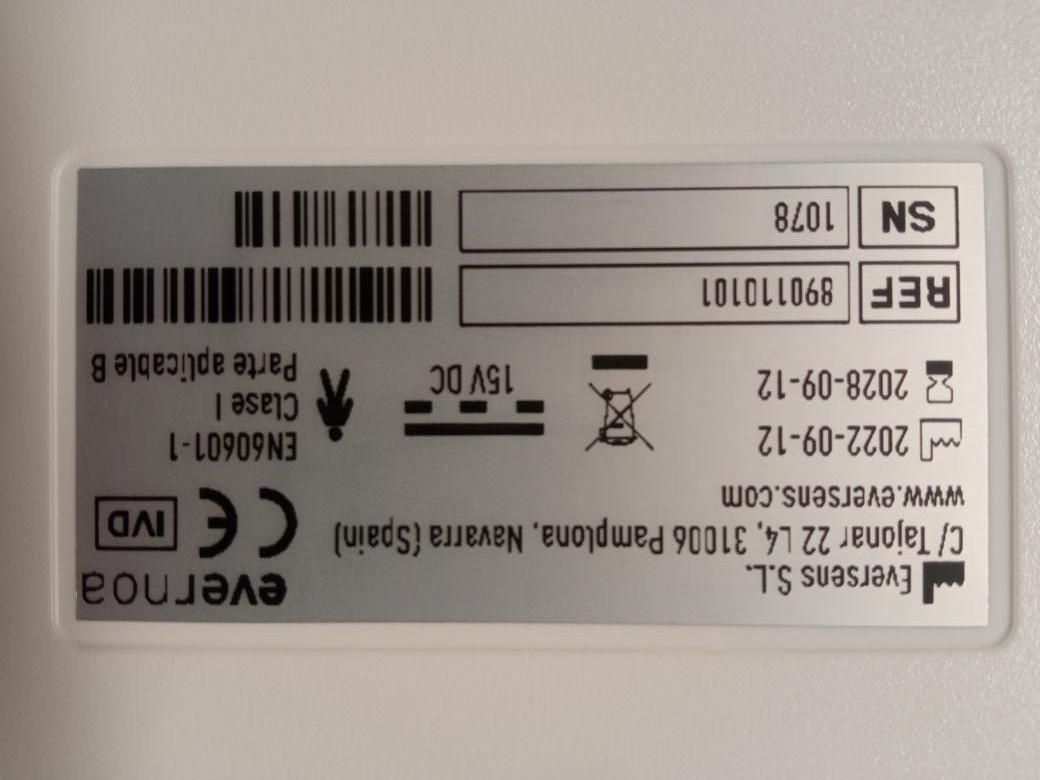 Eversens S.L.
C/ Tajonar 22 L4, 31006 Pamplona, Navarra (Spain)
www.eversens.com
evernoa
CE IVD
2022-09-12
2028-09-12
15V DC
EN60601-1
Clase I
Parte aplicable B
REF 890110101
SN 1078